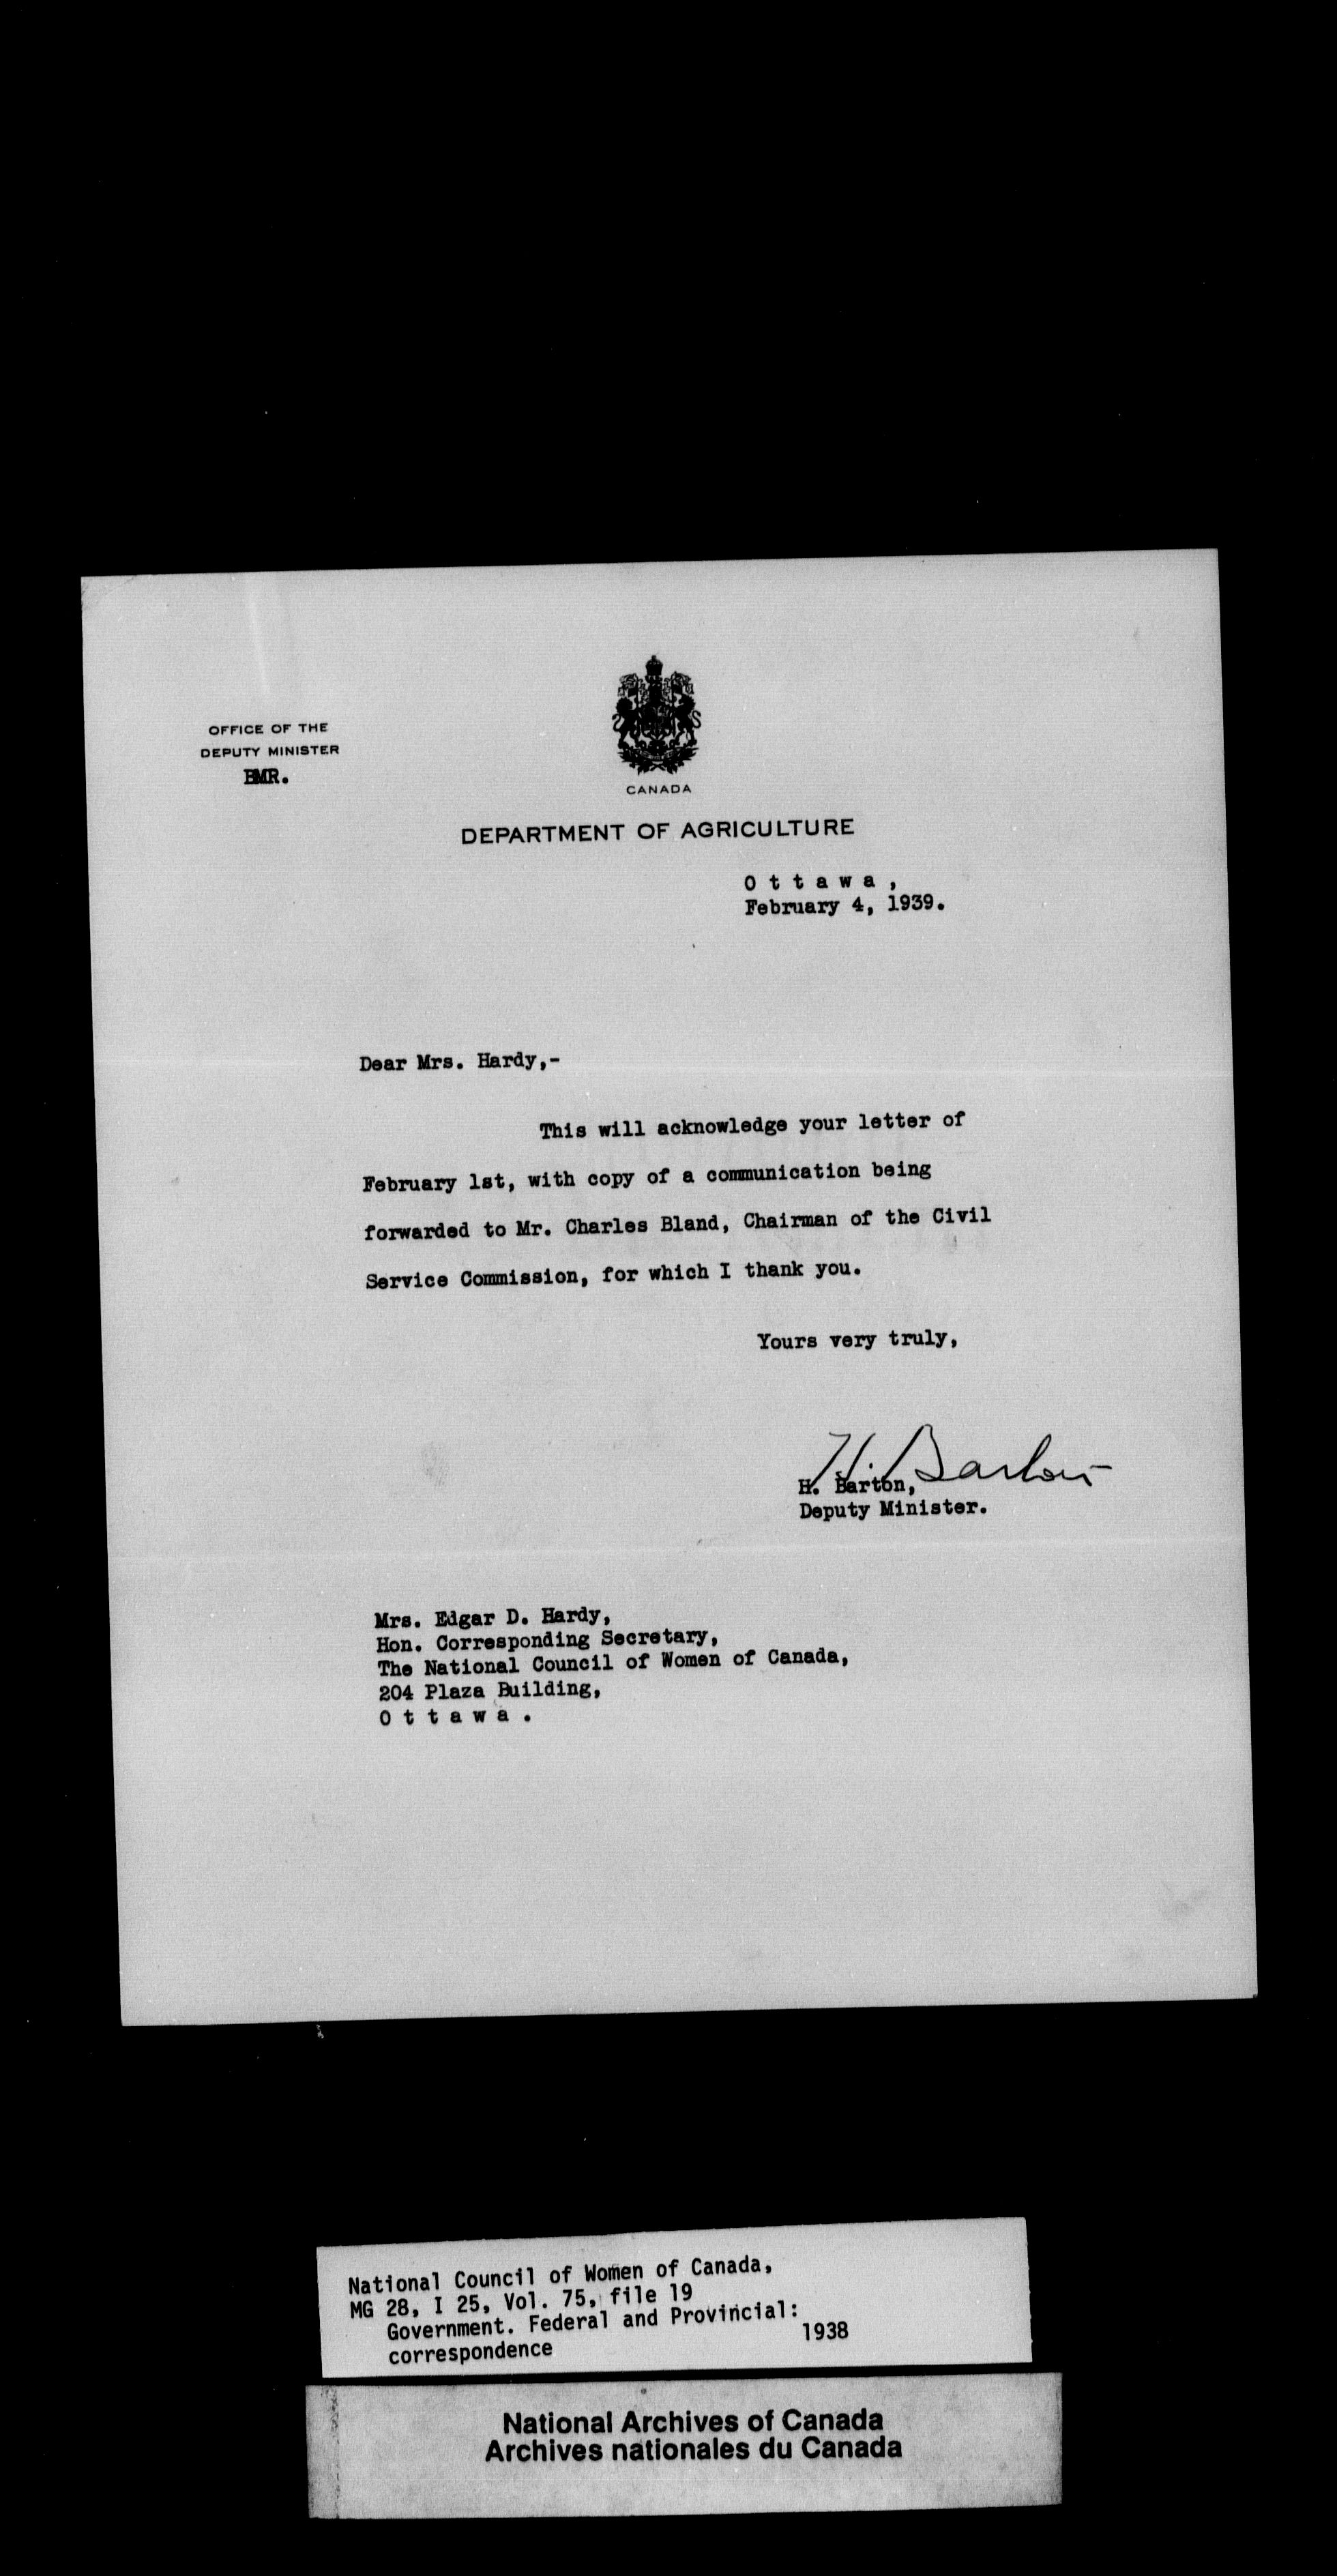 OFFICE OF THE
DEPUTY MINISTER
BMR.
CANADA
DEPARTMENT OF AGRICULTURE
O t t a w a ,
February 4, 1939.
Dear Mrs. Hardy,-
This will acknowledge your letter of
February 1st, with copy of a communication being
forwarded to Mr. Charles Bland, Chairman of the Civil
Service Commission, for which I thank you.
Yours very truly,
H. Barton
H. Barton,
Deputy Minister.
Mrs. Edgar D. Hardy,
Hon. Corresponding Secretary,
The National Council of Women of Canada,
204 Plaza Building,
O t t a w a .
National Council of Women of Canada,
MG 28, I 25, Vol. 75, file 19
Government. Federal and Provincial:
correspondence 1938
National Archives of Canada
Archives nationales du Canada